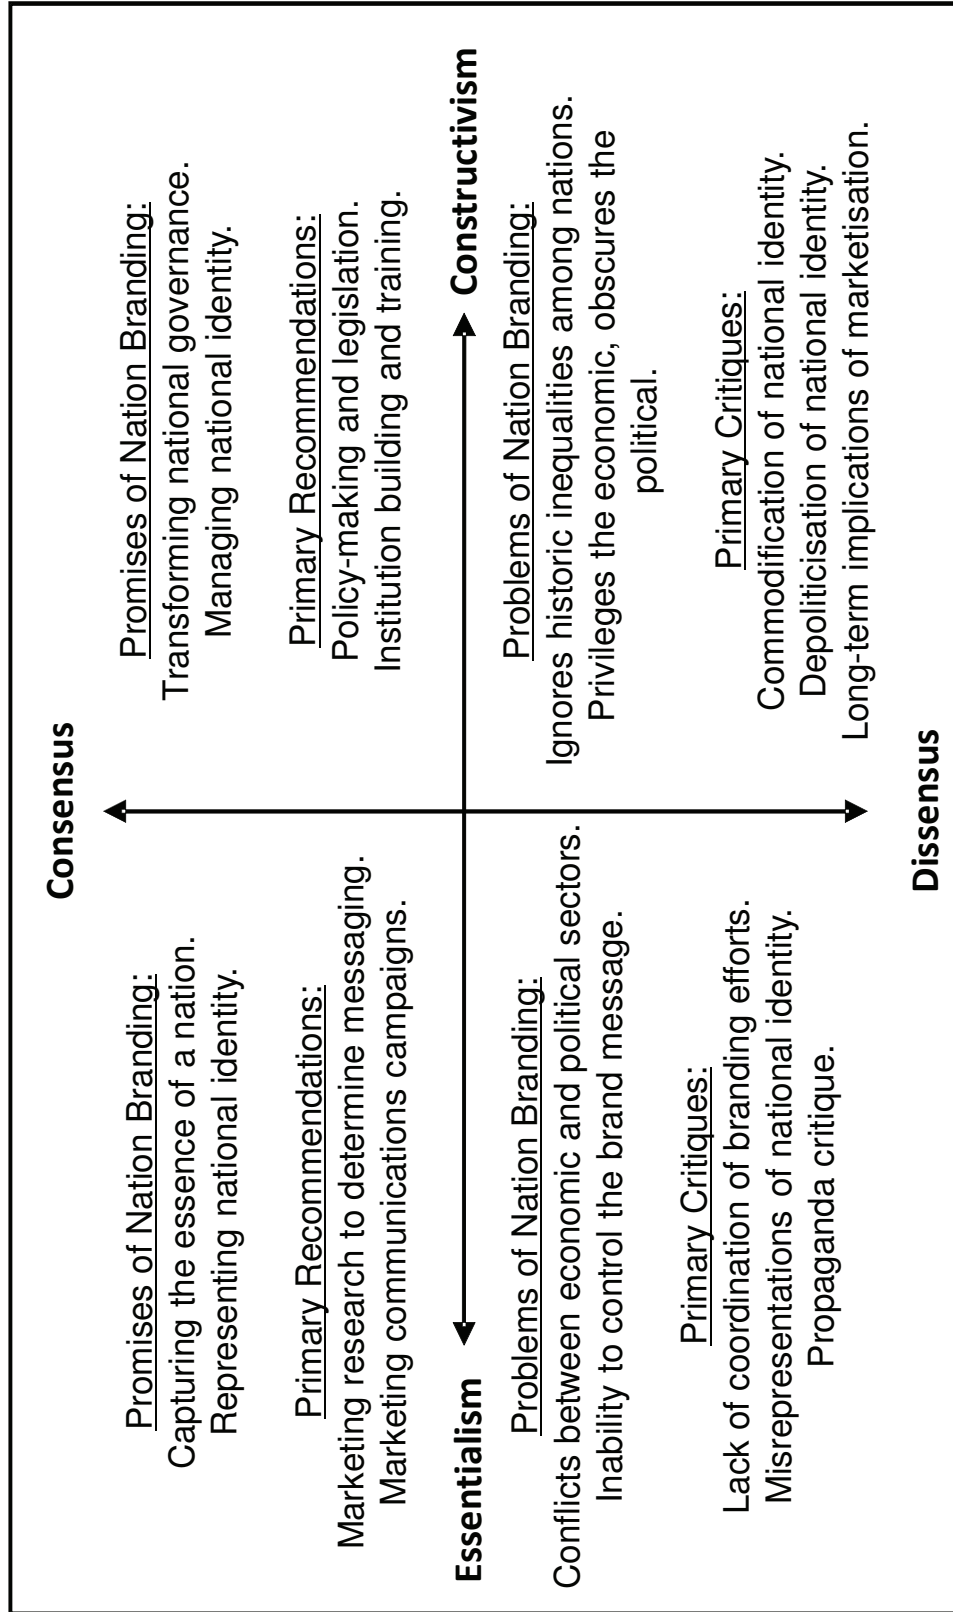 Consensus
Promises of Nation Branding:
Capturing the essence of a nation.
Representing national identity.
Primary Recommendations:
Marketing research to determine messaging.
Marketing communications campaigns.
Promises of Nation Branding:
Transforming national governance.
Managing national identity.
Primary Recommendations:
Policy-making and legislation.
Institution building and training.
Essentialism
Constructivism
Problems of Nation Branding:
Conflicts between economic and political sectors.
Inability to control the brand message.
Primary Critiques:
Lack of coordination of branding efforts.
Misrepresentations of national identity.
Propaganda critique.
Problems of Nation Branding:
Ignores historic inequalities among nations.
Privileges the economic, obscures the
political.
Primary Critiques:
Commodification of national identity.
Depoliticisation of national identity.
Long-term implications of marketisation.
Dissensus